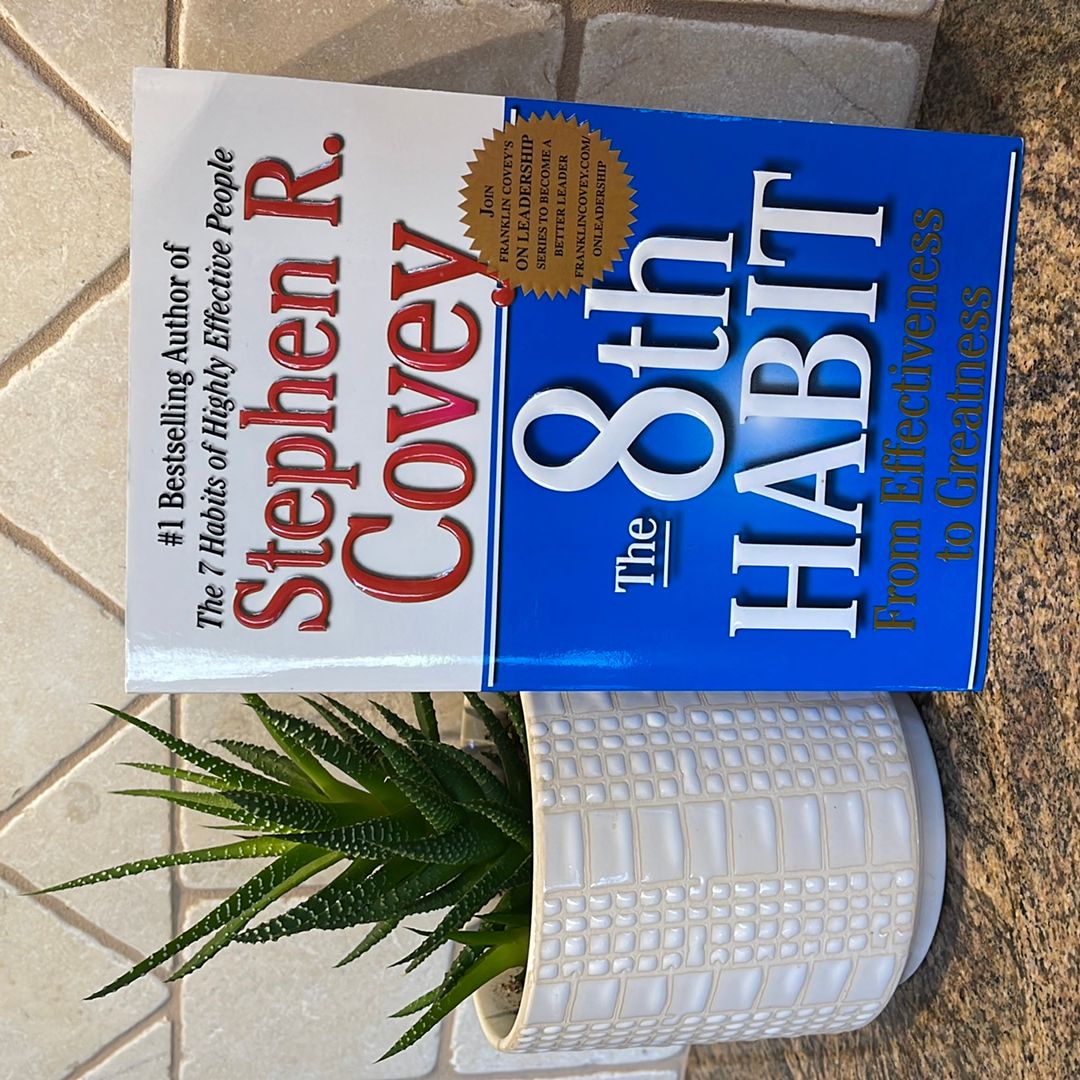 #1 Bestselling Author of
The 7 Habits of Highly Effective People
Stephen R.
Covey
JOIN
FRANKLIN COVEY'S
ON LEADERSHIP
SERIES TO BECOME A
BETTER LEADER
FRANKLINCOVEY.COM/
ONLEADERSHIP
The 8th
HABIT
From Effectiveness
to Greatness